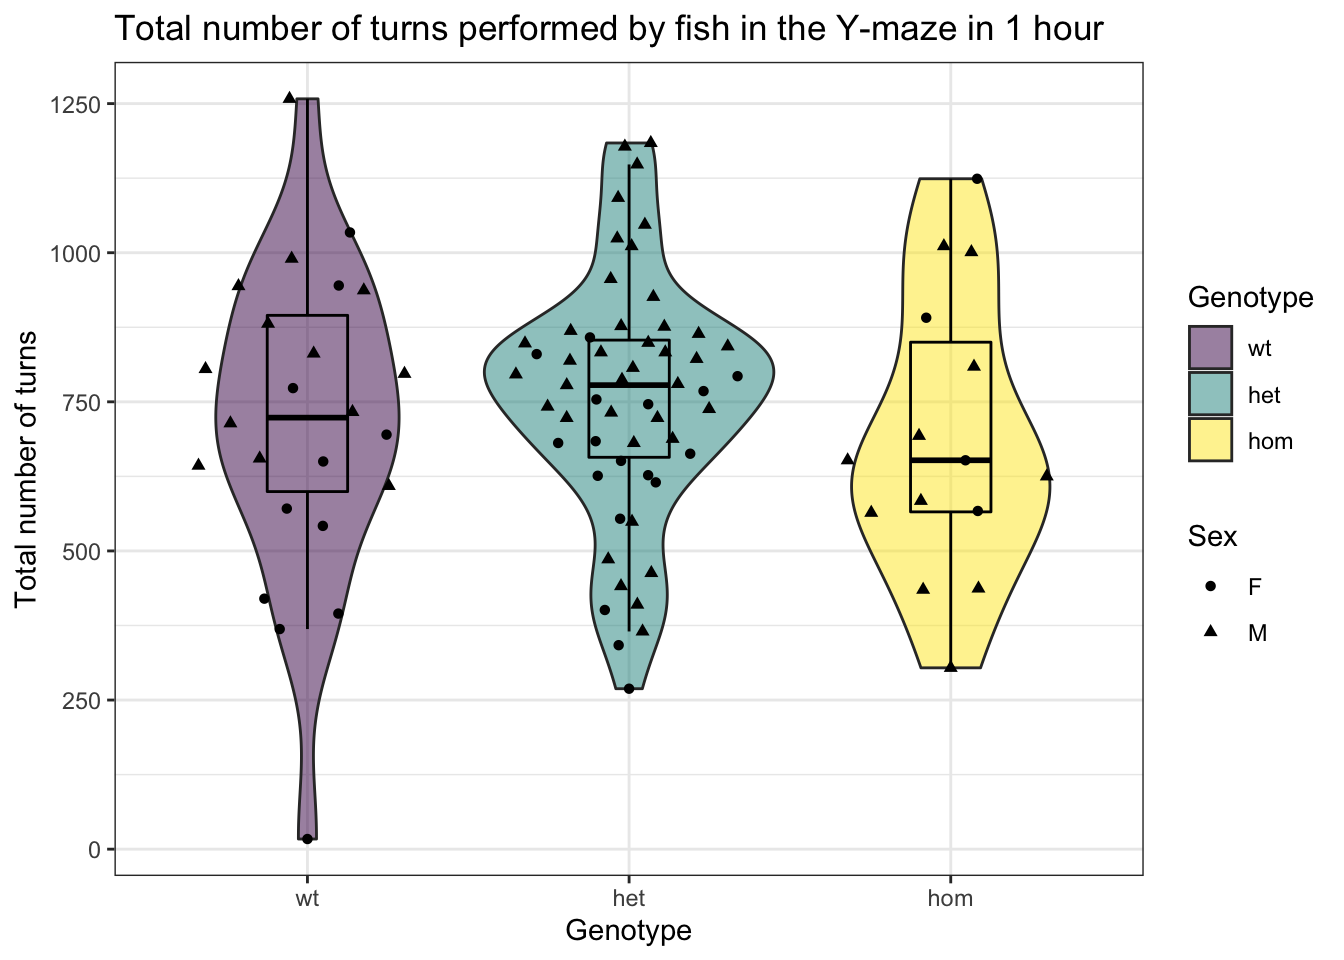 Total number of turns performed by fish in the Y-maze in 1 hour
Total number of turns
1250
1000
750
500
250
0
wt
het
hom
Genotype
Genotype
wt
het
hom
Sex
F
M